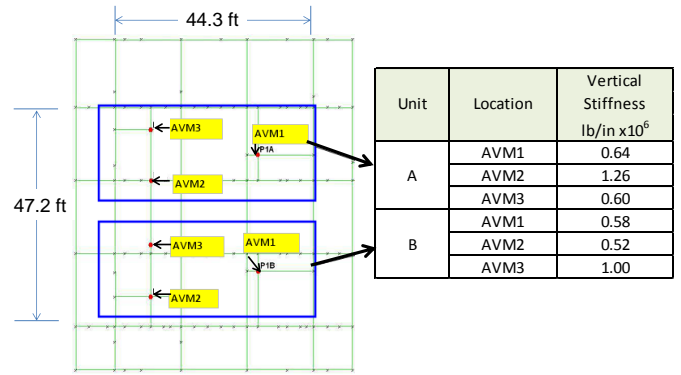 44.3 ft
47.2 ft
AVM3
AVM1
P1A
AVM2
AVM3
AVM1
P1B
AVM2
Unit Location Vertical Stiffness lb/in x10⁶
A AVM1 0.64
AVM2 1.26
AVM3 0.60
B AVM1 0.58
AVM2 0.52
AVM3 1.00